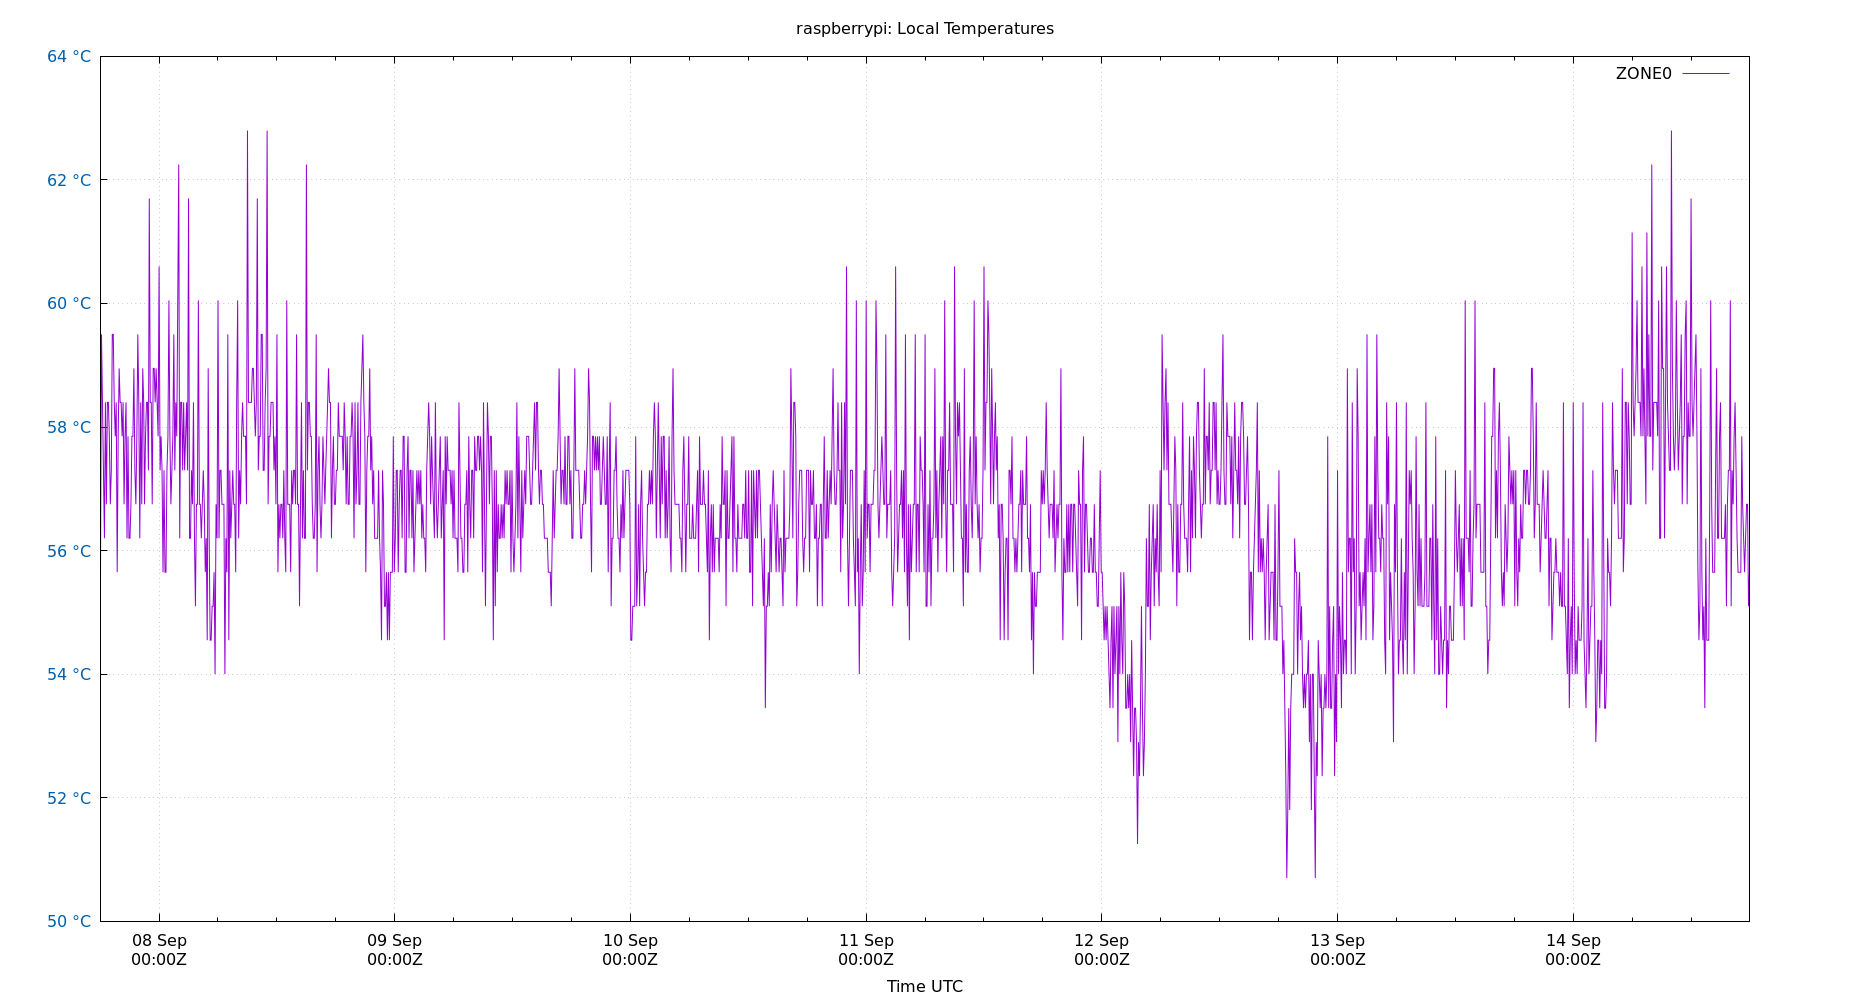 raspberrypi: Local Temperatures
ZONE0
64 °C
62 °C
60 °C
58 °C
56 °C
54 °C
52 °C
50 °C
08 Sep 09 Sep 10 Sep 11 Sep 12 Sep 13 Sep 14 Sep
00:00Z 00:00Z 00:00Z 00:00Z 00:00Z 00:00Z 00:00Z
Time UTC